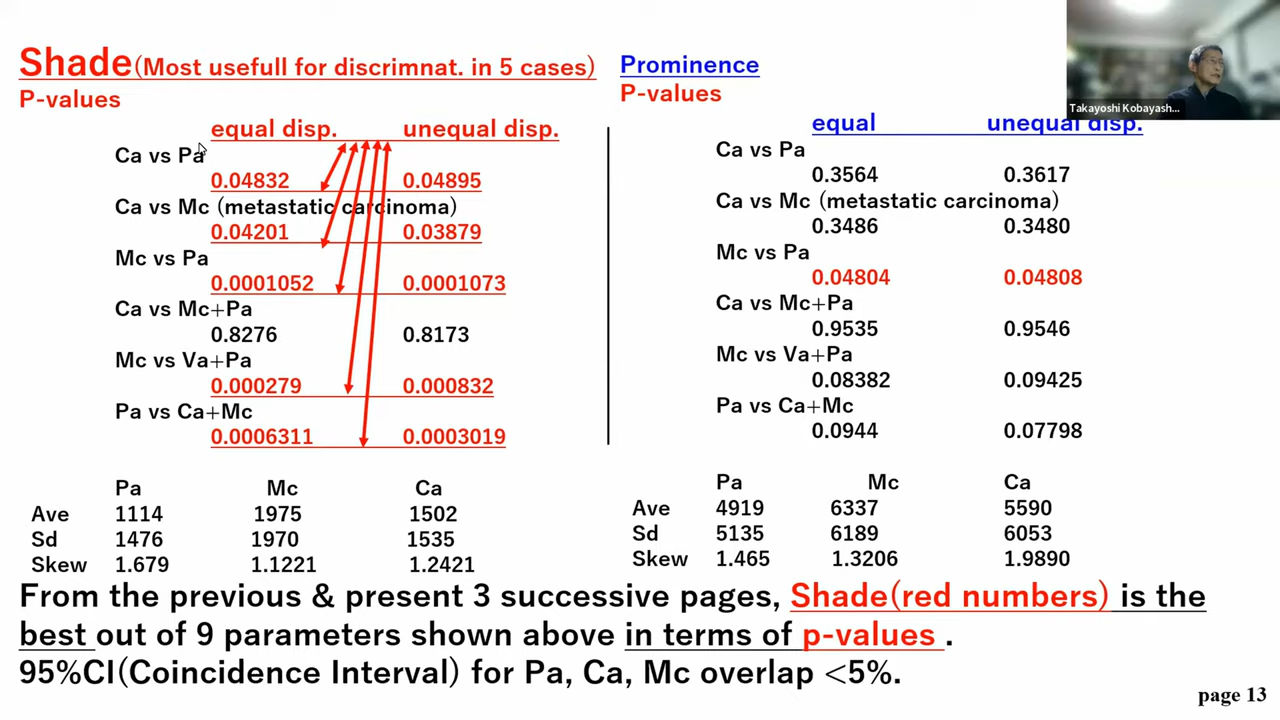 Shade(Most usefull for discrimnat. in 5 cases)
P-values
equal disp. unequal disp.
Ca vs Pa
0.04832 0.04895
Ca vs Mc (metastatic carcinoma)
0.04201 0.03879
Mc vs Pa
0.0001052 0.0001073
Ca vs Mc+Pa
0.8276 0.8173
Mc vs Va+Pa
0.000279 0.000832
Pa vs Ca+Mc
0.0006311 0.0003019
Pa Mc Ca
Ave 1114 1975 1502
Sd 1476 1970 1535
Skew 1.679 1.1221 1.2421
Prominence
P-values
equal unequal disp.
Ca vs Pa
0.3564 0.3617
Ca vs Mc (metastatic carcinoma)
0.3486 0.3480
Mc vs Pa
0.04804 0.04808
Ca vs Mc+Pa
0.9535 0.9546
Mc vs Va+Pa
0.08382 0.09425
Pa vs Ca+Mc
0.0944 0.07798
Pa Mc Ca
Ave 4919 6337 5590
Sd 5135 6189 6053
Skew 1.465 1.3206 1.9890
From the previous & present 3 successive pages, Shade(red numbers) is the
best out of 9 parameters shown above in terms of p-values .
95%CI(Coincidence Interval) for Pa, Ca, Mc overlap <5%.
page 13
Takayoshi Kobayash...